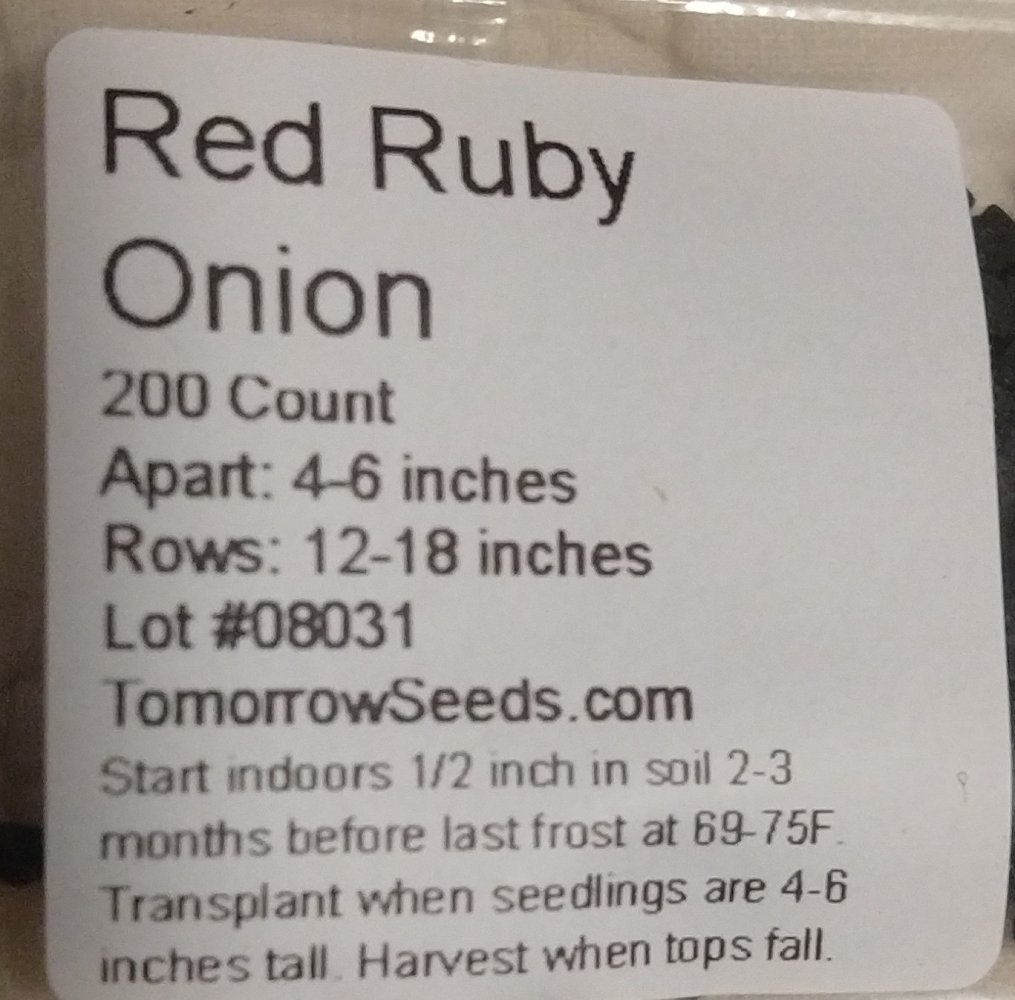 Red Ruby
Onion
200 Count
Apart: 4-6 inches
Rows: 12-18 inches
Lot #08031
TomorrowSeeds.com
Start indoors 1/2 inch in soil 2-3
months before last frost at 69-75F.
Transplant when seedlings are 4-6
inches tall. Harvest when tops fall.